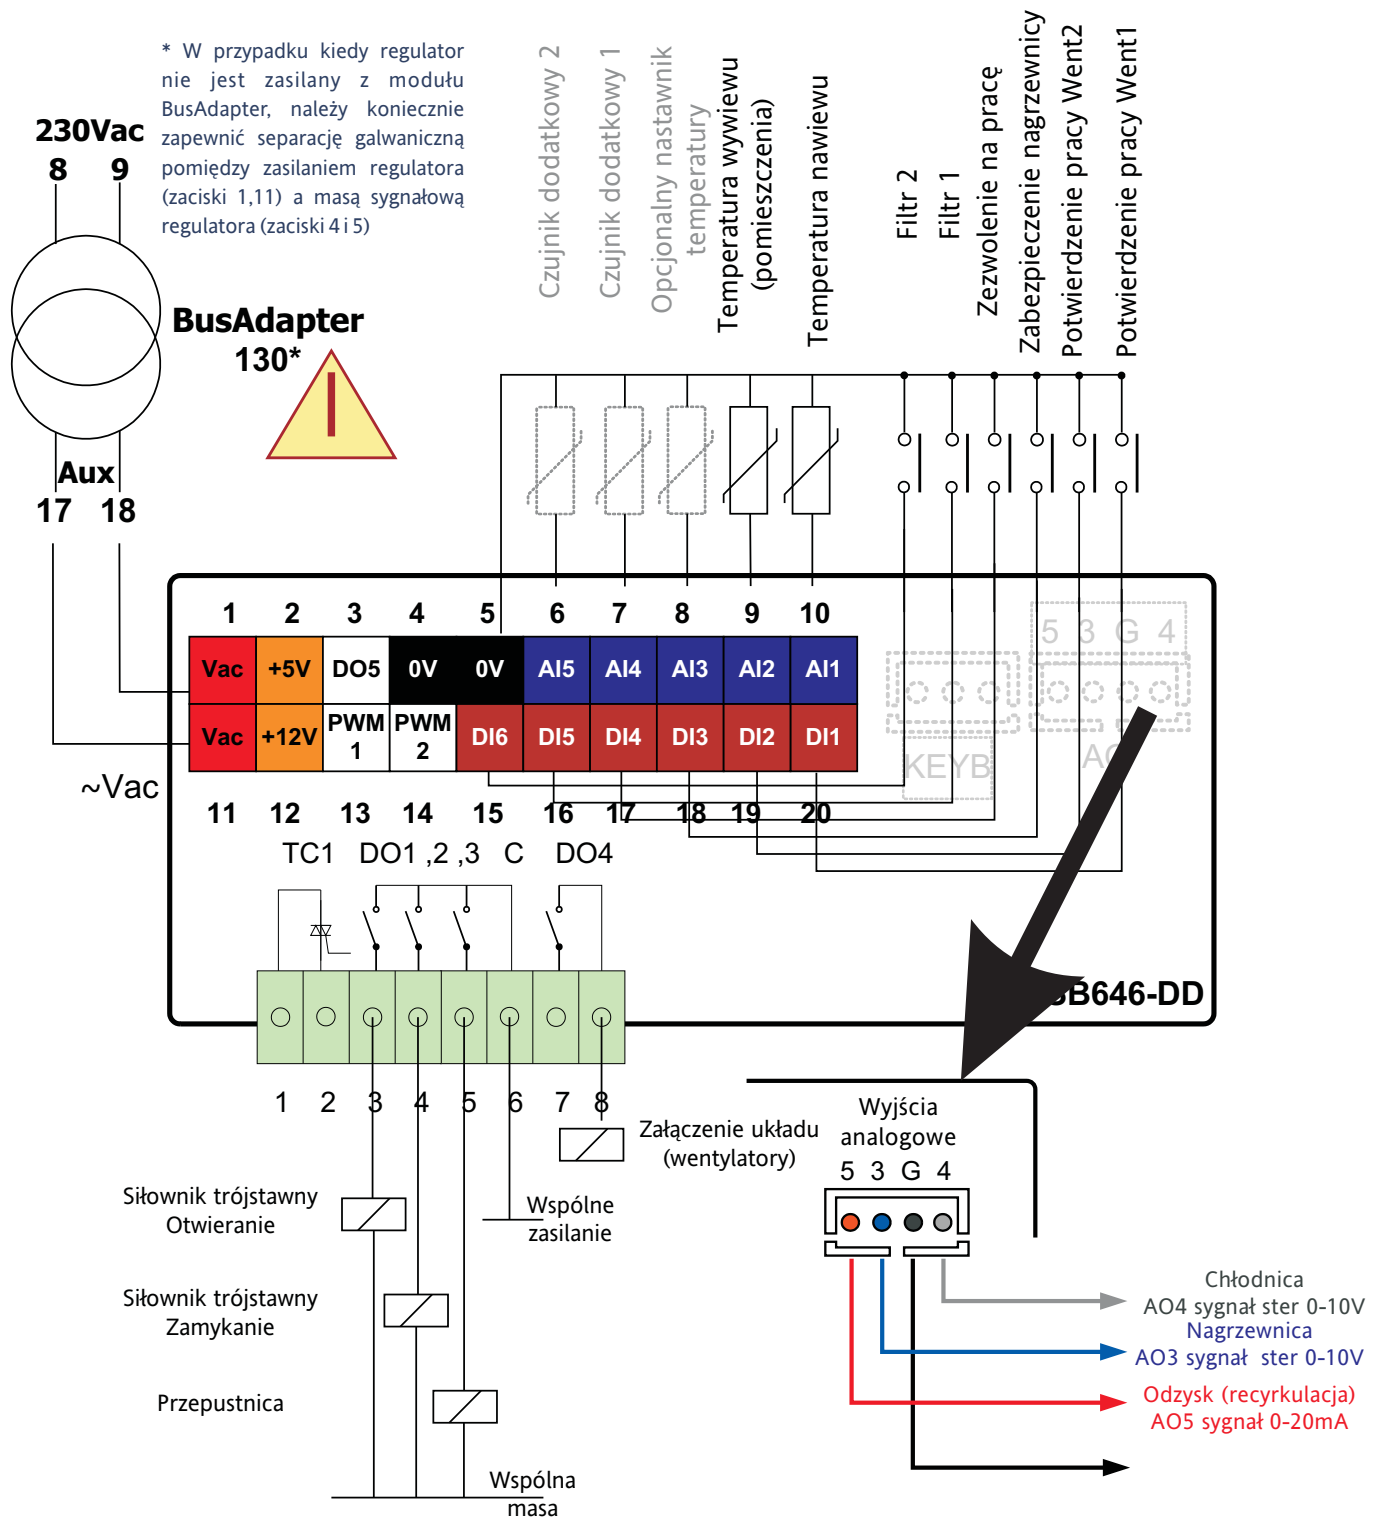 * W przypadku kiedy regulator
nie jest zasilany z modułu
BusAdapter, należy koniecznie
zapewnić separację galwaniczną
pomiędzy zasilaniem regulatora
(zaciski 1,11) a masą sygnałową
regulatora (zaciski 4 i 5)
230Vac
8 9
BusAdapter
130*
Aux
17 18
~Vac
Czujnik dodatkowy 2
Czujnik dodatkowy 1
Opcjonalny nastawnik
temperatury
Temperatura wywiewu
(pomieszczenia)
Temperatura nawiewu
Filtr 2
Filtr 1
Zezwolenie na pracę
Zabezpieczenie nagrzewnicy
Potwierdzenie pracy Went2
Potwierdzenie pracy Went1
1 2 3 4 5 6 7 8 9 10
Vac +5V DO5 0V 0V AI5 AI4 AI3 AI2 AI1
Vac +12V PWM 1 PWM 2 DI6 DI5 DI4 DI3 DI2 DI1
11 12 13 14 15 16 17 18 19 20
5 3 G 4
KEYB
TC1 DO1 ,2 ,3 C DO4
B646-DD
1 2 3 4 5 6 7 8
Załączenie układu
(wentylatory)
Siłownik trójstawny
Otwieranie
Wspólne
zasilanie
Siłownik trójstawny
Zamykanie
Przepustnica
Wspólna
masa
Wyjścia
analogowe
5 3 G 4
Chłodnica
AO4 sygnał ster 0-10V
Nagrzewnica
AO3 sygnał ster 0-10V
Odzysk (recyrkulacja)
AO5 sygnał 0-20mA